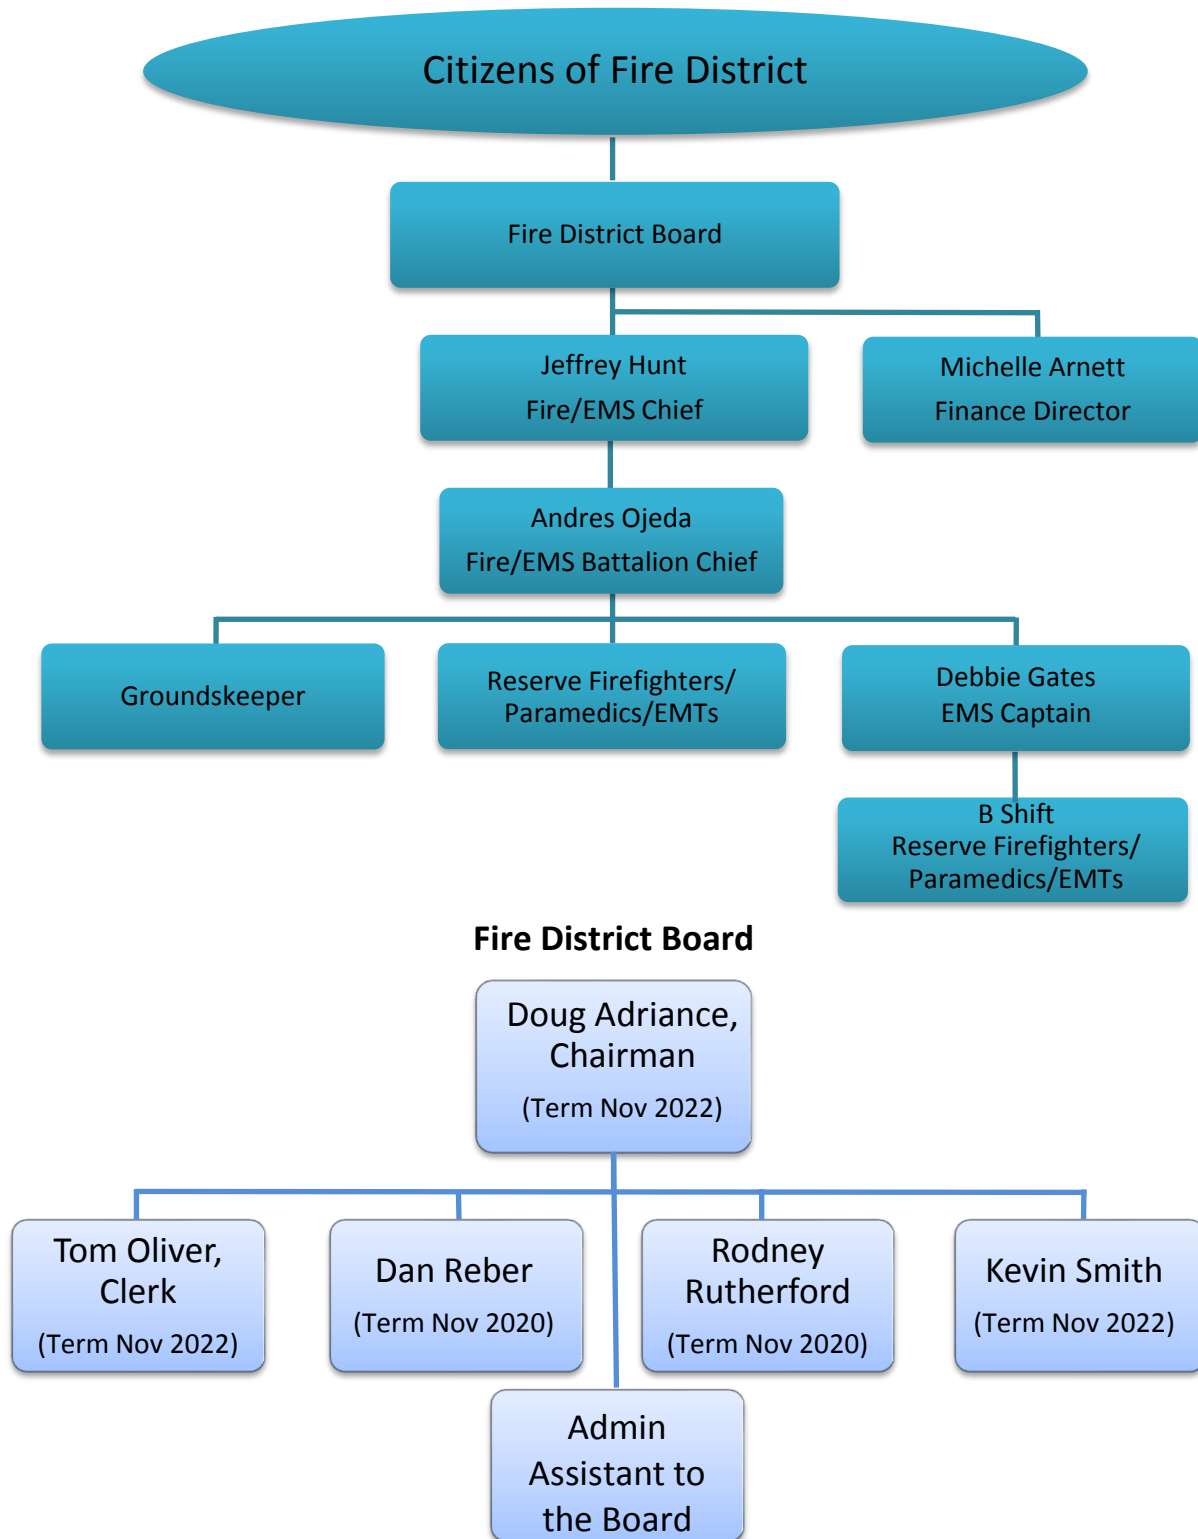 Citizens of Fire District
Fire District Board
Jeffrey Hunt
Fire/EMS Chief
Michelle Arnett
Finance Director
Andres Ojeda
Fire/EMS Battalion Chief
Groundskeeper
Reserve Firefighters/
Paramedics/EMTs
Debbie Gates
EMS Captain
B Shift
Reserve Firefighters/
Paramedics/EMTs
Fire District Board
Doug Adriance,
Chairman
(Term Nov 2022)
Tom Oliver,
Clerk
(Term Nov 2022)
Dan Reber
(Term Nov 2020)
Rodney
Rutherford
(Term Nov 2020)
Kevin Smith
(Term Nov 2022)
Admin
Assistant to
the Board